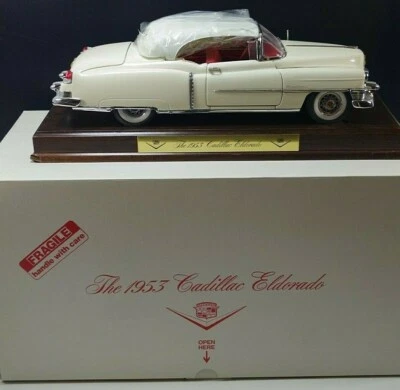 The 1953 Cadillac Eldorado
FRAGILE
handle with care
The 1953 Cadillac Eldorado
OPEN
HERE